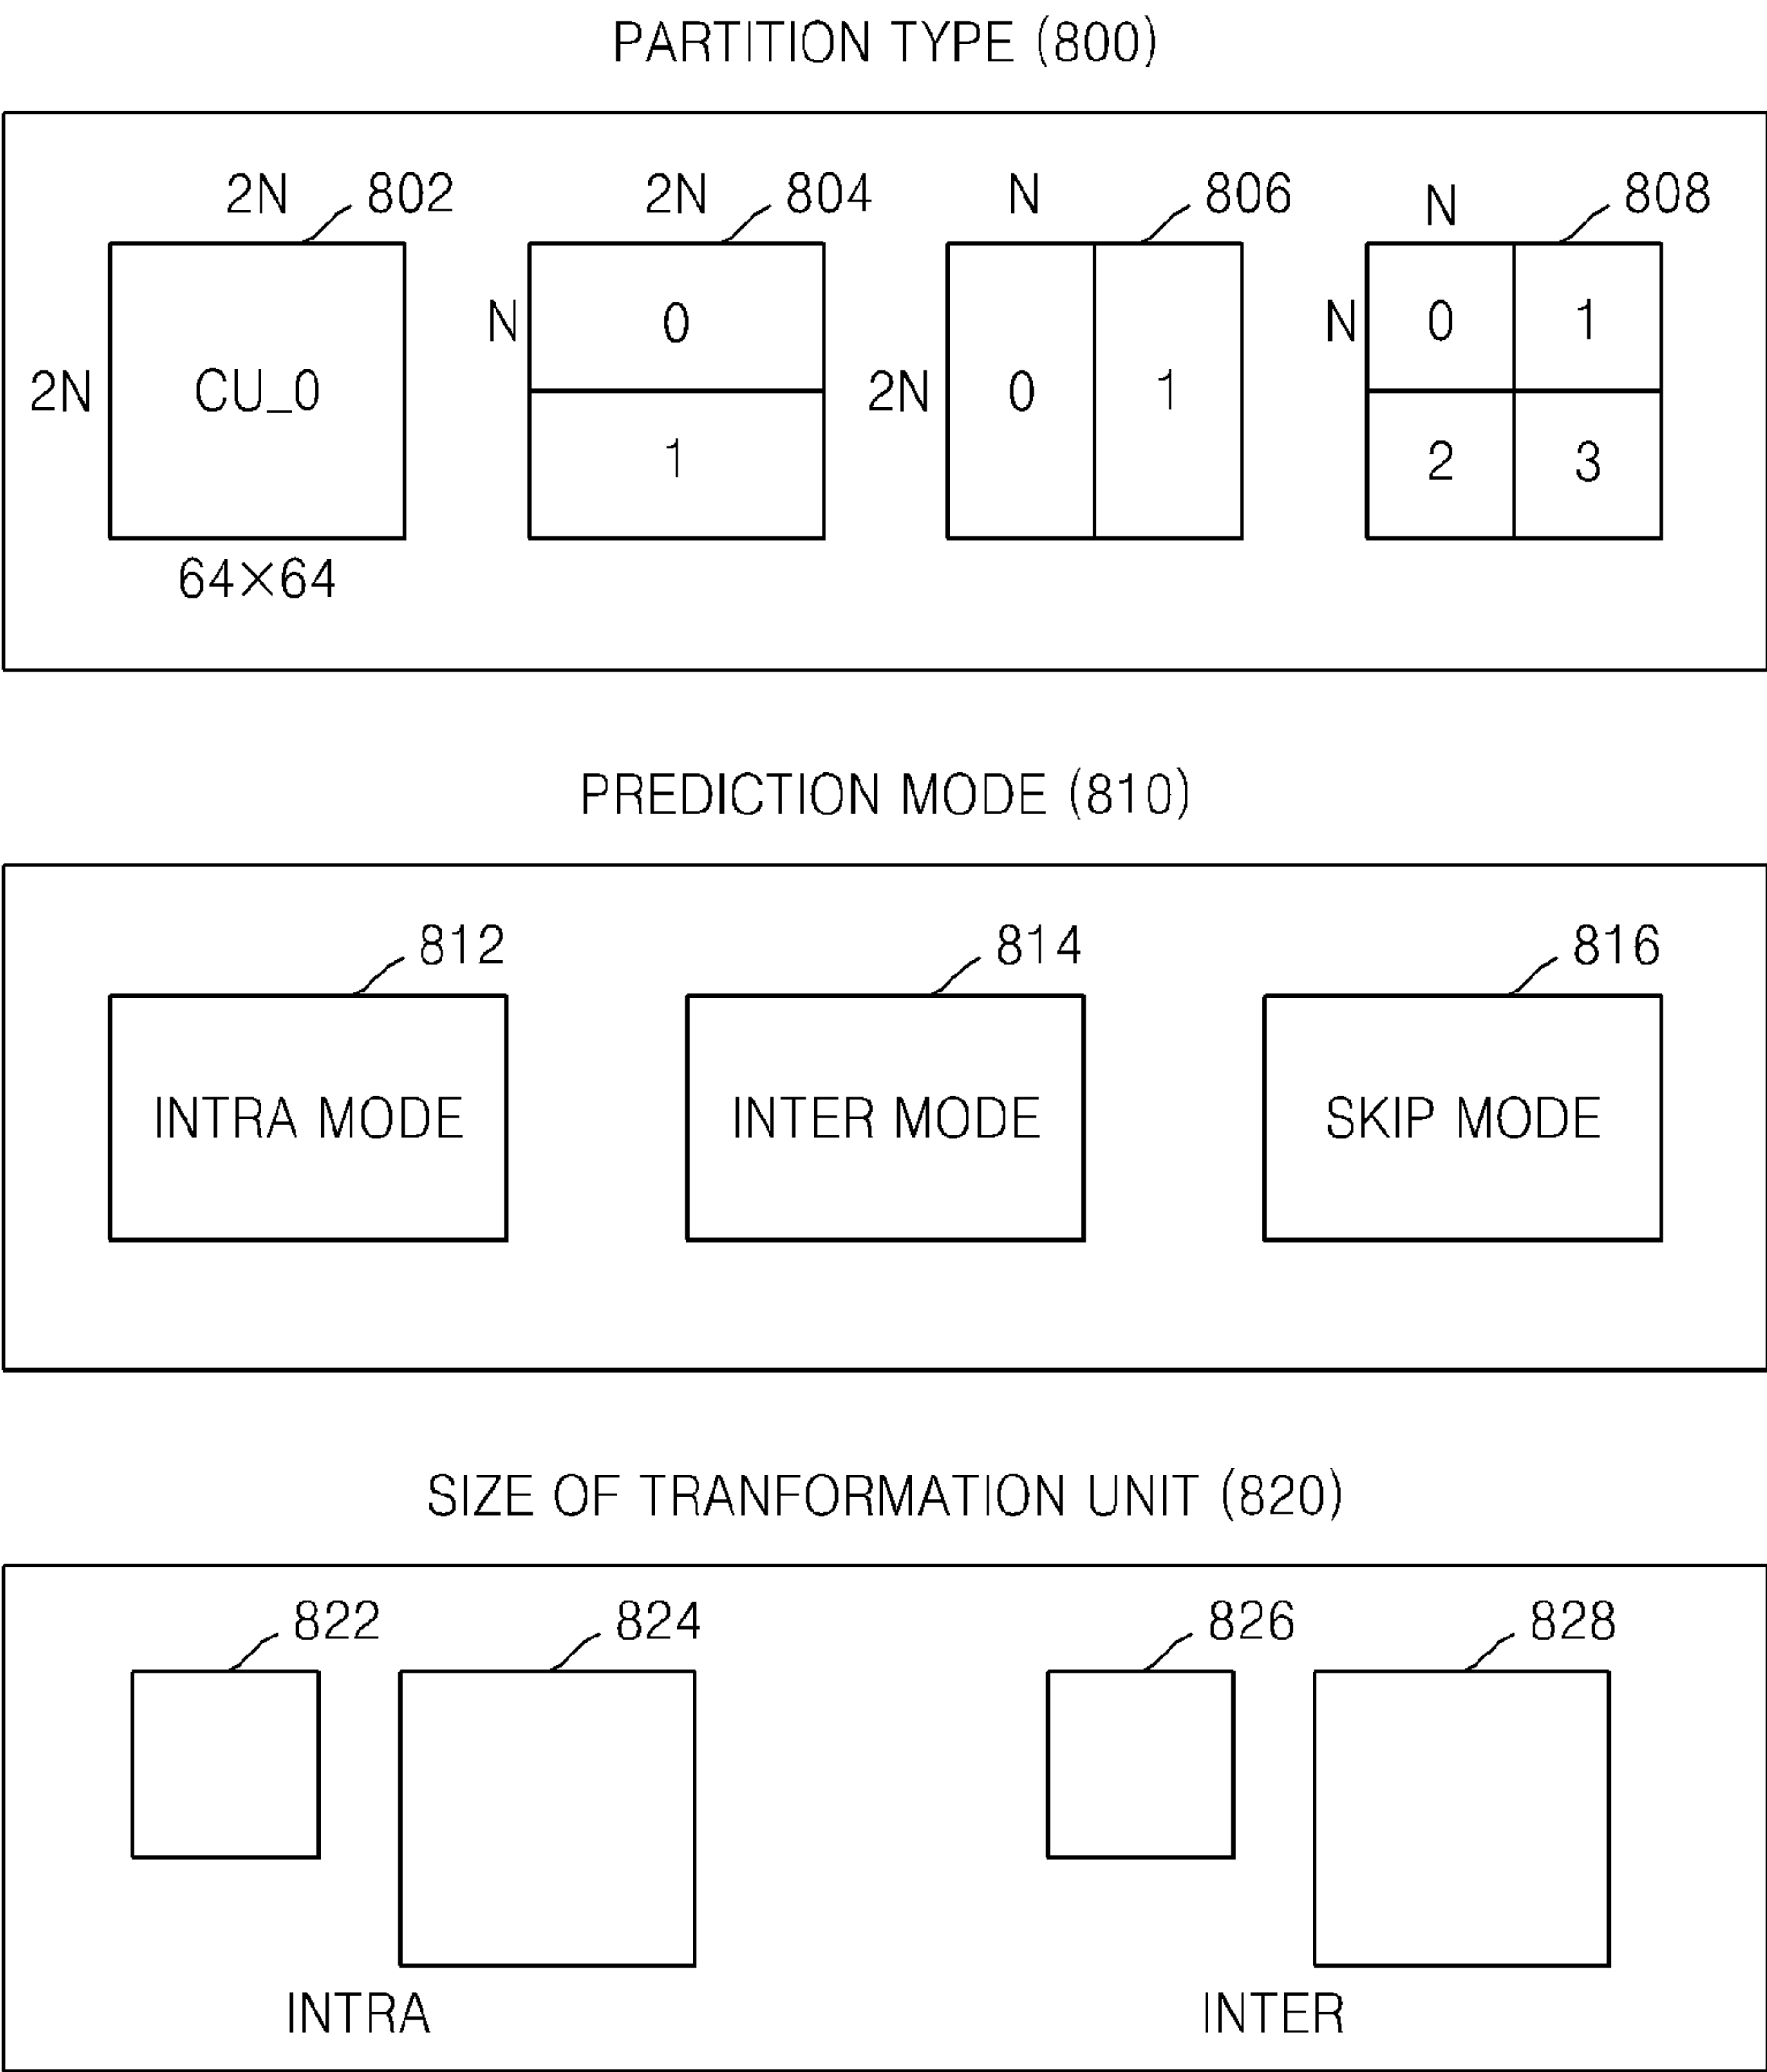 PARTITION TYPE (800)
2N 802 2N 804 N 806 N 808
N 0 N 0 1
2N CU_0 2N 0 1
1 2 3
64×64
PREDICTION MODE (810)
812 814 816
INTRA MODE INTER MODE SKIP MODE
SIZE OF TRANFORMATION UNIT (820)
822 824 826 828
INTRA INTER